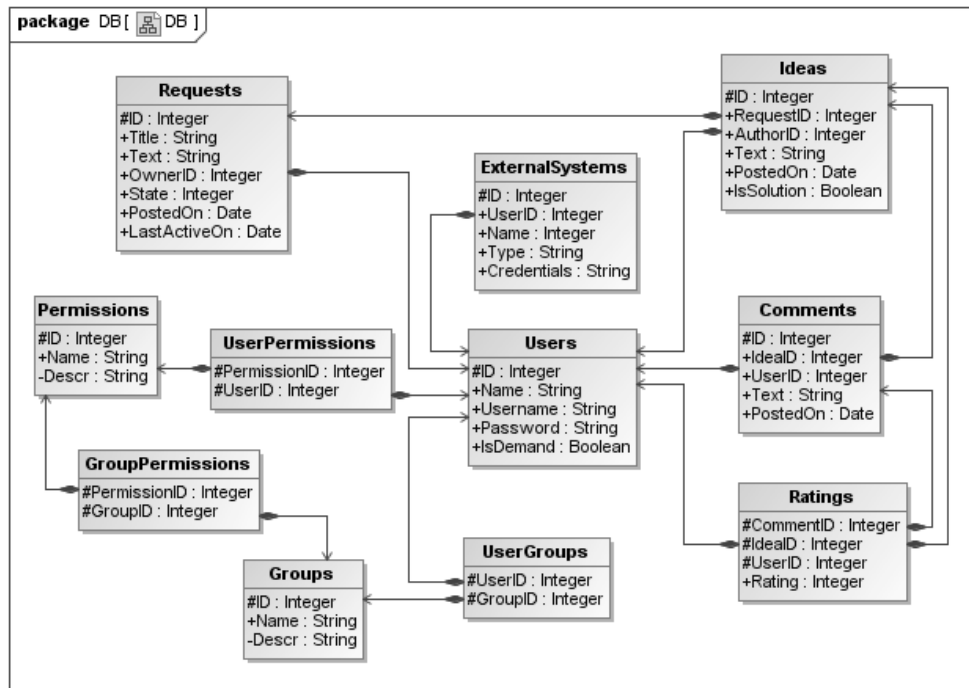 package DB [ DB ]
Requests
#ID : Integer
+Title : String
+Text : String
+OwnerID : Integer
+State : Integer
+PostedOn : Date
+LastActiveOn : Date
Ideas
#ID : Integer
+RequestID : Integer
+AuthorID : Integer
+Text : String
+PostedOn : Date
+IsSolution : Boolean
ExternalSystems
#ID : Integer
+UserID : Integer
+Name : Integer
+Type : String
+Credentials : String
Permissions
#ID : Integer
+Name : String
-Descr : String
UserPermissions
#PermissionID : Integer
#UserID : Integer
Users
#ID : Integer
+Name : String
+Username : String
+Password : String
+IsDemand : Boolean
Comments
#ID : Integer
+IdeaID : Integer
+UserID : Integer
+Text : String
+PostedOn : Date
GroupPermissions
#PermissionID : Integer
#GroupID : Integer
Ratings
#CommentID : Integer
#IdeaID : Integer
#UserID : Integer
+Rating : Integer
Groups
#ID : Integer
+Name : String
-Descr : String
UserGroups
#UserID : Integer
#GroupID : Integer